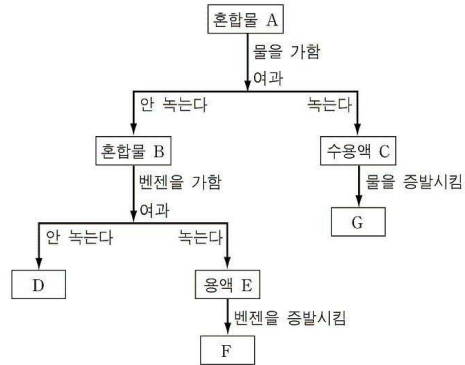 혼합물 A
물을 가함
여과
안 녹는다
녹는다
혼합물 B
수용액 C
벤젠을 가함
물을 증발시킴
여과
G
안 녹는다
녹는다
D
용액 E
벤젠을 증발시킴
F